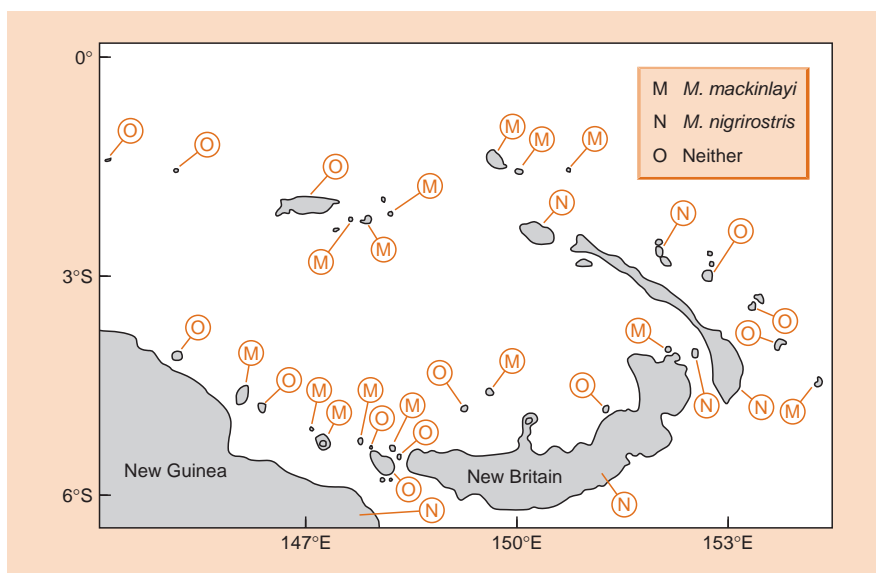 0°
M M. mackinlayi
N M. nigrirostris
O Neither
M
O
M
M
O
O
M
N
N
O
M
M
3°S
O
O
M
O
M
M
O
O
M
M
O
M
M
N
N
M
O
O
New Guinea
New Britain
O
6°S
N
N
147°E
150°E
153°E